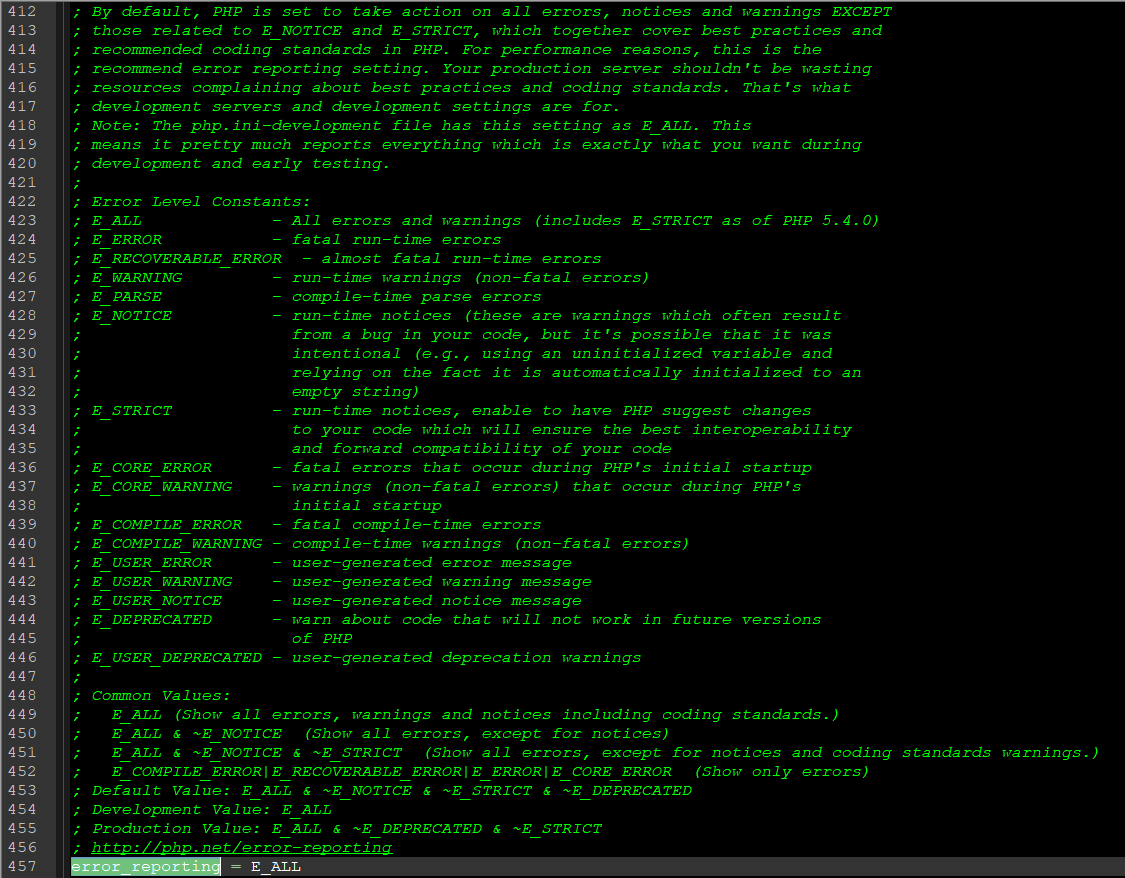 412 ; By default, PHP is set to take action on all errors, notices and warnings EXCEPT
413 ; those related to E_NOTICE and E_STRICT, which together cover best practices and
414 ; recommended coding standards in PHP. For performance reasons, this is the
415 ; recommend error reporting setting. Your production server shouldn't be wasting
416 ; resources complaining about best practices and coding standards. That's what
417 ; development servers and development settings are for.
418 ; Note: The php.ini-development file has this setting as E_ALL. This
419 ; means it pretty much reports everything which is exactly what you want during
420 ; development and early testing.
421 ;
422 ; Error Level Constants:
423 ; E_ALL             - All errors and warnings (includes E_STRICT as of PHP 5.4.0)
424 ; E_ERROR           - fatal run-time errors
425 ; E_RECOVERABLE_ERROR  - almost fatal run-time errors
426 ; E_WARNING         - run-time warnings (non-fatal errors)
427 ; E_PARSE           - compile-time parse errors
428 ; E_NOTICE          - run-time notices (these are warnings which often result
429 ;                     from a bug in your code, but it's possible that it was
430 ;                     intentional (e.g., using an uninitialized variable and
431 ;                     relying on the fact it is automatically initialized to an
432 ;                     empty string)
433 ; E_STRICT          - run-time notices, enable to have PHP suggest changes
434 ;                     to your code which will ensure the best interoperability
435 ;                     and forward compatibility of your code
436 ; E_CORE_ERROR      - fatal errors that occur during PHP's initial startup
437 ; E_CORE_WARNING    - warnings (non-fatal errors) that occur during PHP's
438 ;                     initial startup
439 ; E_COMPILE_ERROR   - fatal compile-time errors
440 ; E_COMPILE_WARNING - compile-time warnings (non-fatal errors)
441 ; E_USER_ERROR      - user-generated error message
442 ; E_USER_WARNING    - user-generated warning message
443 ; E_USER_NOTICE     - user-generated notice message
444 ; E_DEPRECATED      - warn about code that will not work in future versions
445 ;                     of PHP
446 ; E_USER_DEPRECATED - user-generated deprecation warnings
447 ;
448 ; Common Values:
449 ;   E_ALL (Show all errors, warnings and notices including coding standards.)
450 ;   E_ALL & ~E_NOTICE  (Show all errors, except for notices)
451 ;   E_ALL & ~E_NOTICE & ~E_STRICT  (Show all errors, except for notices and coding standards warnings.)
452 ;   E_COMPILE_ERROR|E_RECOVERABLE_ERROR|E_ERROR|E_CORE_ERROR  (Show only errors)
453 ; Default Value: E_ALL & ~E_NOTICE & ~E_STRICT & ~E_DEPRECATED
454 ; Development Value: E_ALL
455 ; Production Value: E_ALL & ~E_DEPRECATED & ~E_STRICT
456 ; http://php.net/error-reporting
457 error_reporting = E_ALL